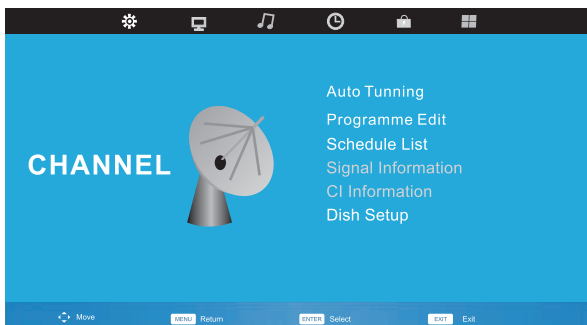 CHANNEL
Auto Tunning
Programme Edit
Schedule List
Signal Information
CI Information
Dish Setup
Move
MENU Return
ENTER Select
EXIT Exit